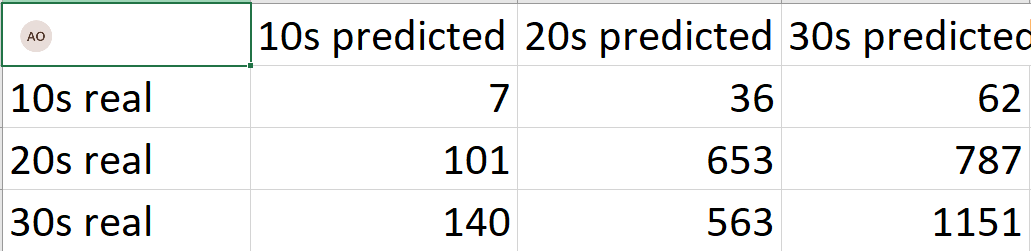 AO 10s predicted 20s predicted 30s predicted
10s real 7 36 62
20s real 101 653 787
30s real 140 563 1151